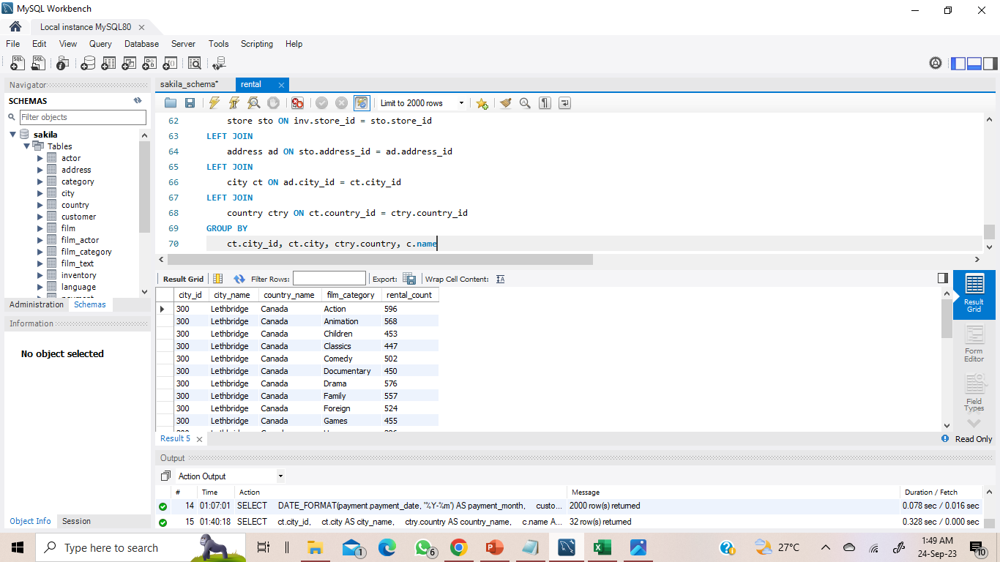 MySQL Workbench
Local instance MySQL80
File Edit View Query Database Server Tools Scripting Help
Navigator
SCHEMAS
Filter objects
sakila
Tables
actor
address
category
city
country
customer
film
film_actor
film_category
film_text
inventory
language
Administration Schemas
Information
No object selected
Object Info Session
sakila_schema* rental
Limit to 2000 rows
62 store sto ON inv.store_id = sto.store_id
63 LEFT JOIN
64 address ad ON sto.address_id = ad.address_id
65 LEFT JOIN
66 city ct ON ad.city_id = ct.city_id
67 LEFT JOIN
68 country ctry ON ct.country_id = ctry.country_id
69 GROUP BY
70 ct.city_id, ct.city, ctry.country, c.name
Result Grid Filter Rows: Export: Wrap Cell Content:
city_id city_name country_name film_category rental_count
300 Lethbridge Canada Action 596
300 Lethbridge Canada Animation 568
300 Lethbridge Canada Children 453
300 Lethbridge Canada Classics 447
300 Lethbridge Canada Comedy 502
300 Lethbridge Canada Documentary 450
300 Lethbridge Canada Drama 576
300 Lethbridge Canada Family 557
300 Lethbridge Canada Foreign 524
300 Lethbridge Canada Games 455
Result
Grid
Form
Editor
Field
Types
Result 5
Read Only
Output
Action Output
# Time Action Message Duration / Fetch
14 01:07:01 SELECT DATE_FORMAT(payment.payment_date, '%Y-%m') AS payment_month, custo... 2000 row(s) returned 0.078 sec / 0.016 sec
15 01:40:18 SELECT ct.city_id, ct.city AS city_name, ctry.country AS country_name, c.name A... 32 row(s) returned 0.328 sec / 0.000 sec
Type here to search
1
6
27°C
1:49 AM
24-Sep-23
10